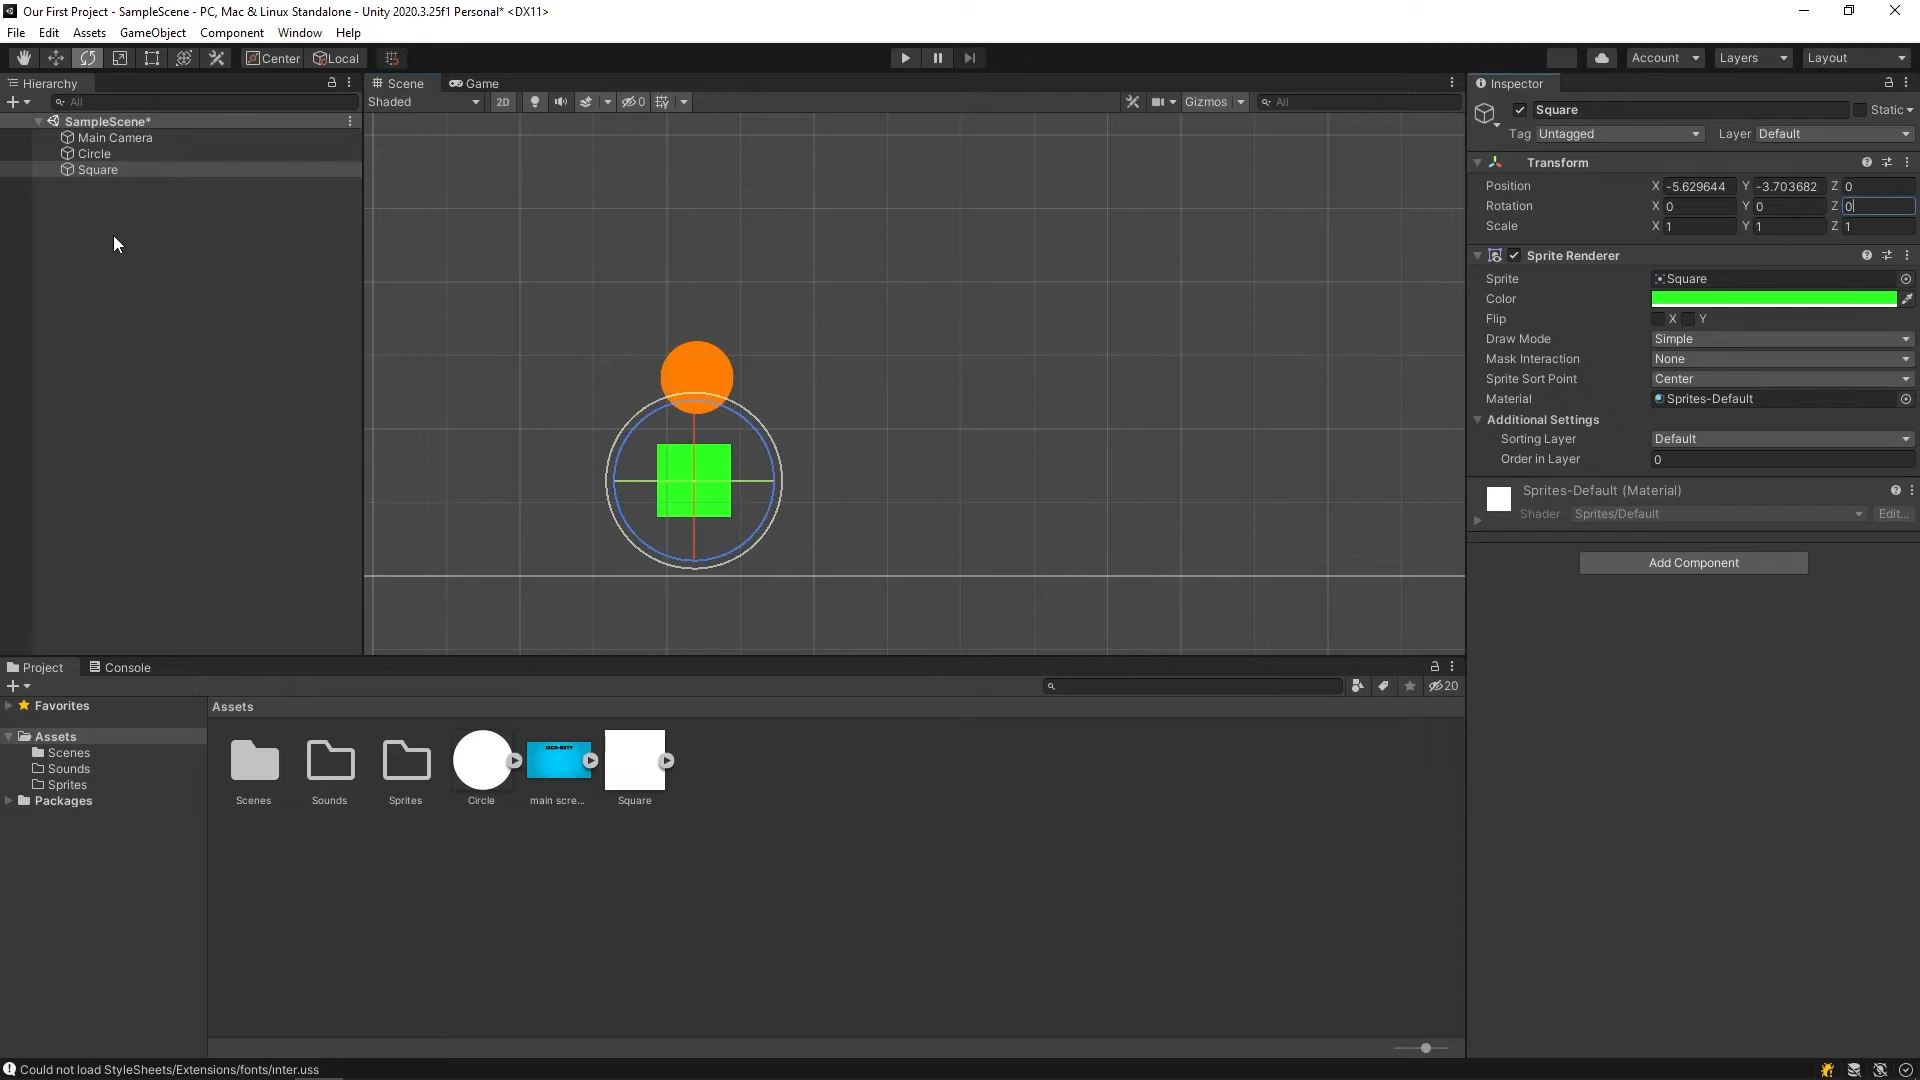 Our First Project - SampleScene - PC, Mac & Linux Standalone - Unity 2020.3.25f1 Personal* <DX11>
File Edit Assets GameObject Component Window Help
Center Local
Account Layers Layout
Hierarchy
All
SampleScene*
Main Camera
Circle
Square
Scene Game
Shaded 2D 0 Gizmos All
Inspector
Square Static
Tag Untagged Layer Default
Transform
Position X -5.629644 Y -3.703682 Z 0
Rotation X 0 Y 0 Z 0
Scale X 1 Y 1 Z 1
Sprite Renderer
Sprite Square
Color
Flip X Y
Draw Mode Simple
Mask Interaction None
Sprite Sort Point Center
Material Sprites-Default
Additional Settings
Sorting Layer Default
Order in Layer 0
Sprites-Default (Material)
Shader Sprites/Default Edit...
Add Component
Project Console
20
Favorites
Assets
Scenes
Sounds
Sprites
Packages
Assets
Scenes Sounds Sprites Circle main scre... Square
Could not load StyleSheets/Extensions/fonts/inter.uss